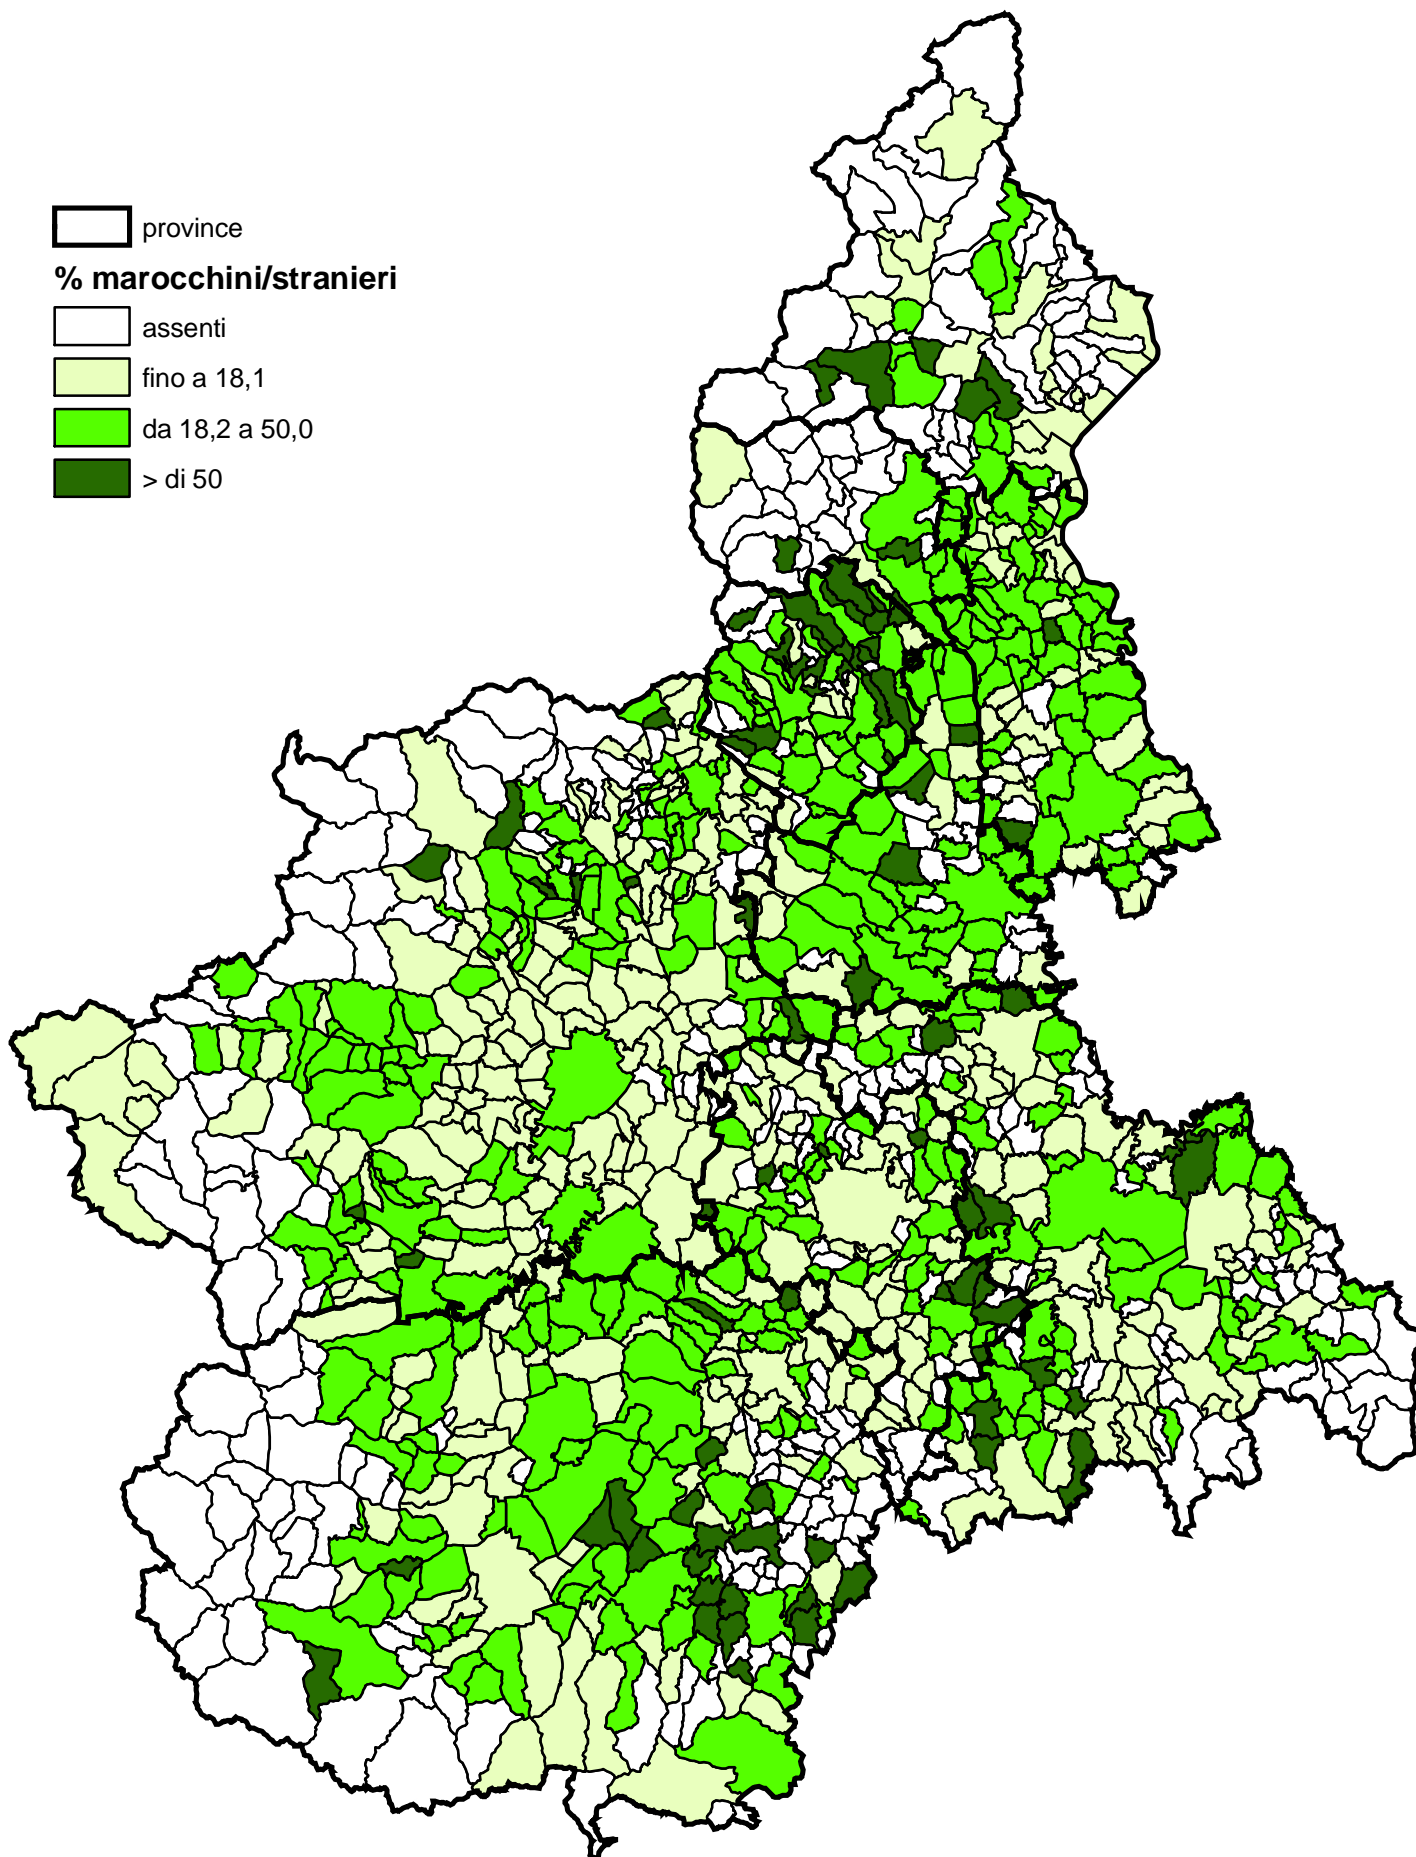 province
% marocchini/stranieri
assenti
fino a 18,1
da 18,2 a 50,0
> di 50